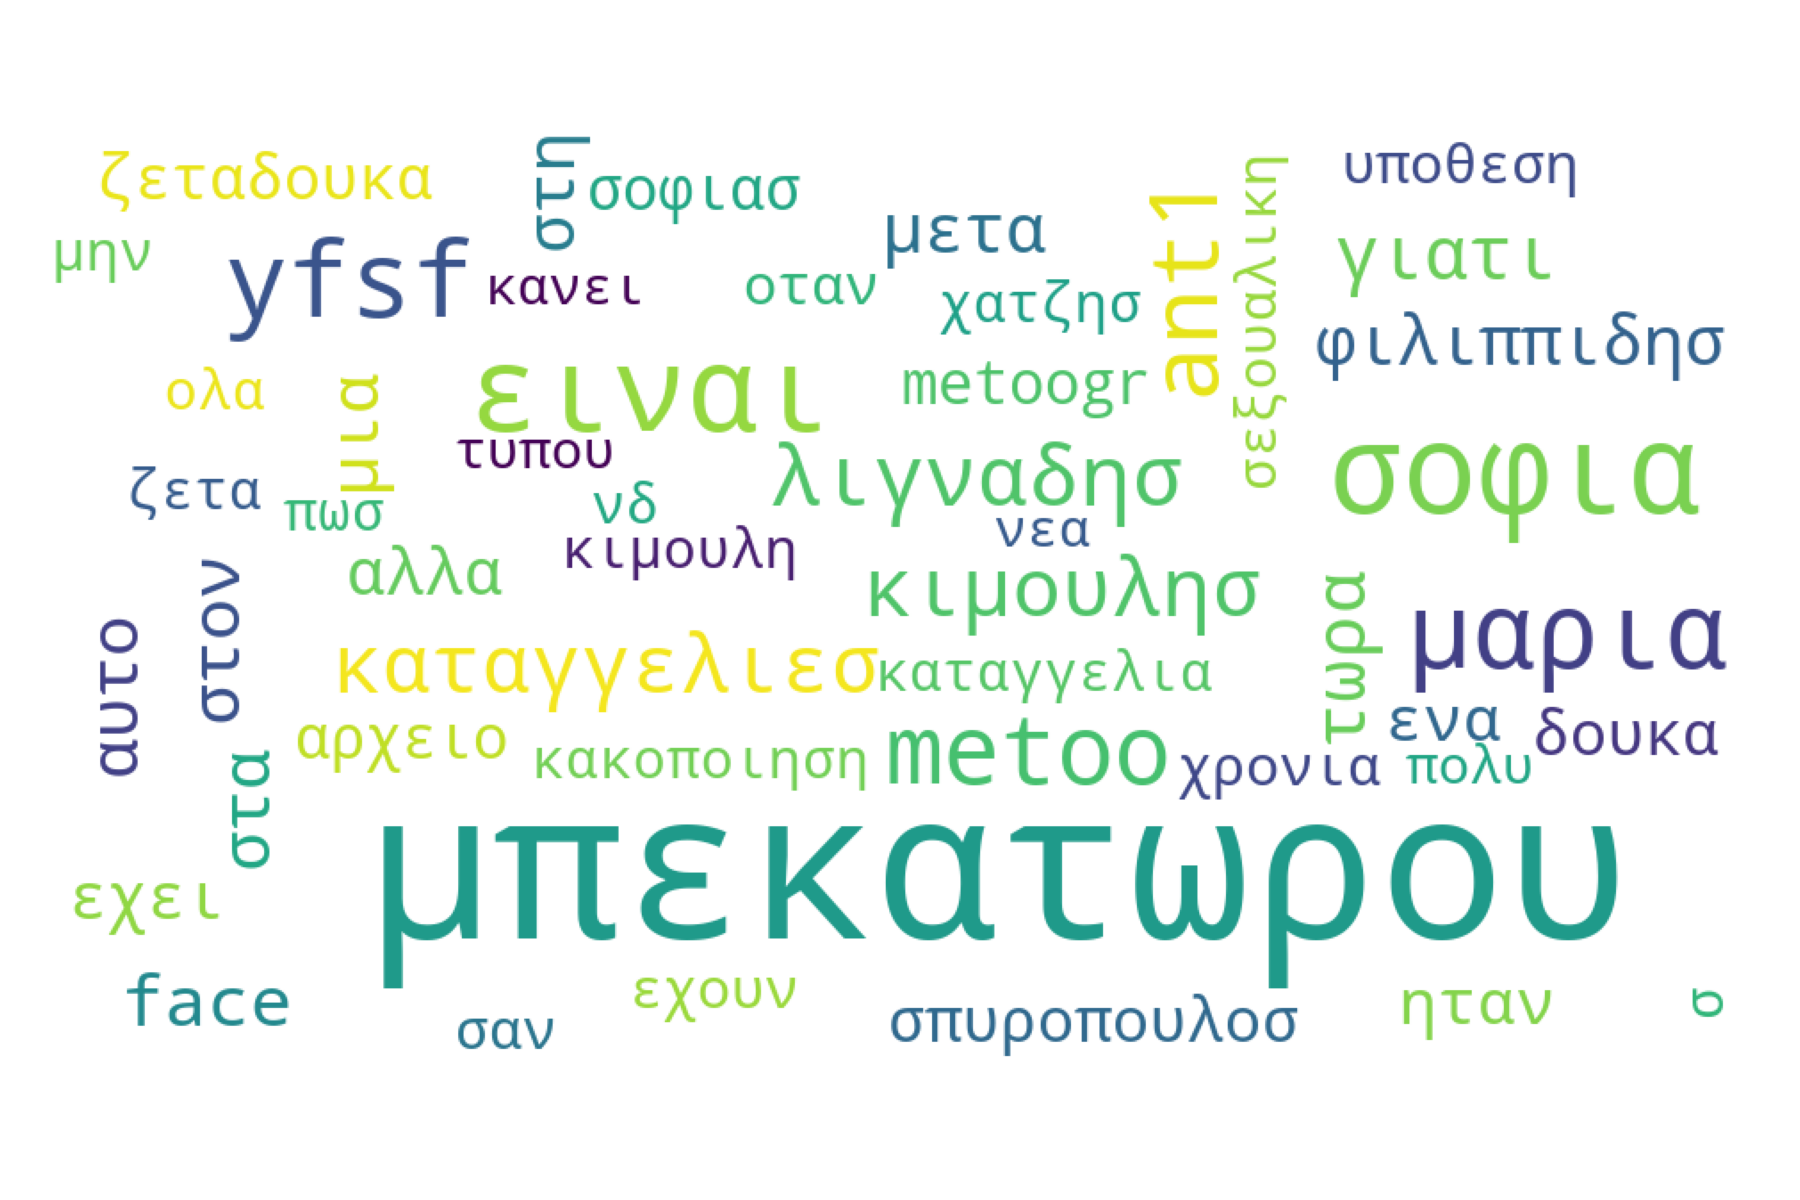 ζεταδουκα
στη
σοφιασ
υποθεση
μην
yfsf
κανει
οταν
μετα
χατζησ
ant1
σεξουαλικη
γιατι
φιλιππιδησ
ολα
μια
ειναι
metoogr
τυπου
λιγναδησ
σοφια
ζετα
πωσ
νδ
νεα
αλλα
κιμουλη
κιμουλησ
τωρα
μαρια
αυτο
στον
καταγγελιεσ
καταγγελια
ενα
δουκα
αρχειο
κακοποιηση
metoo
χρονια
πολυ
στα
μπεκατωρου
εχει
face
σαν
εχουν
σπυροπουλοσ
ηταν
σ